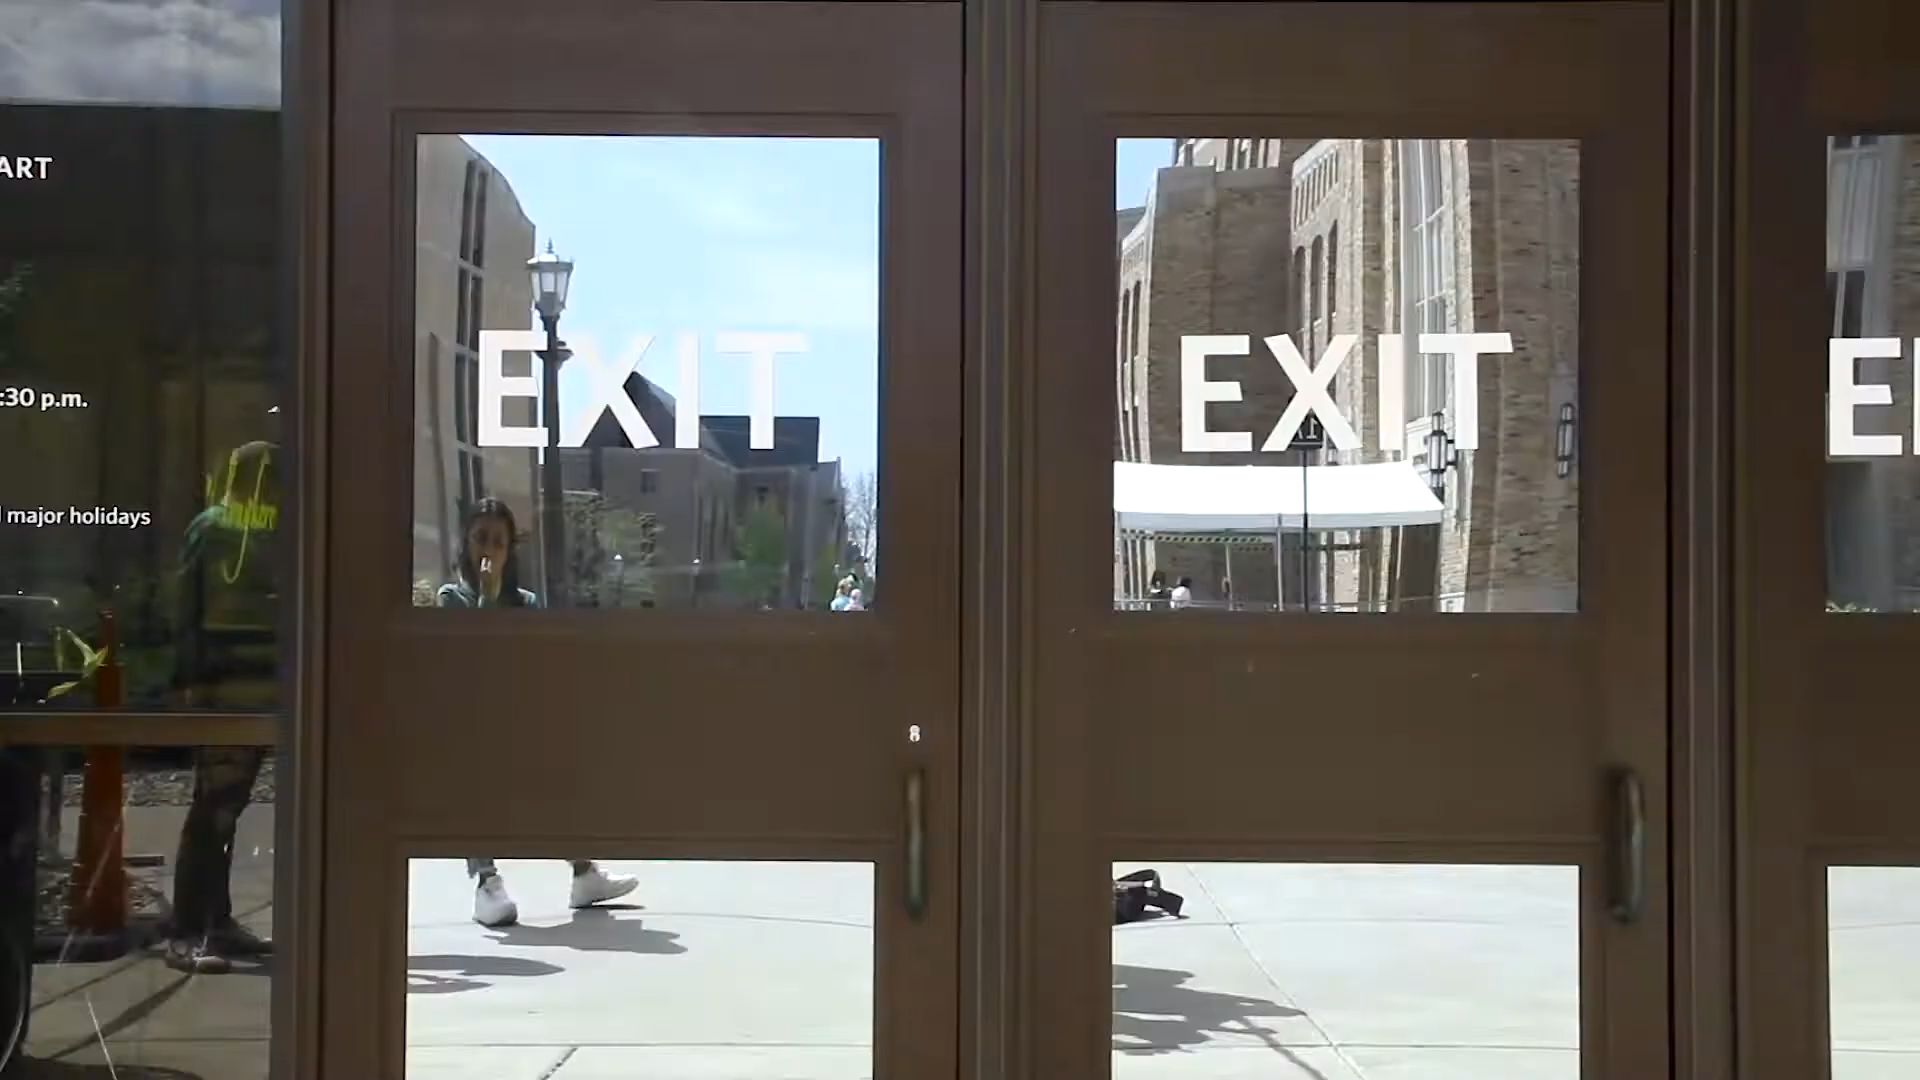 ART
:30 p.m.
major holidays
EXIT
EXIT
8